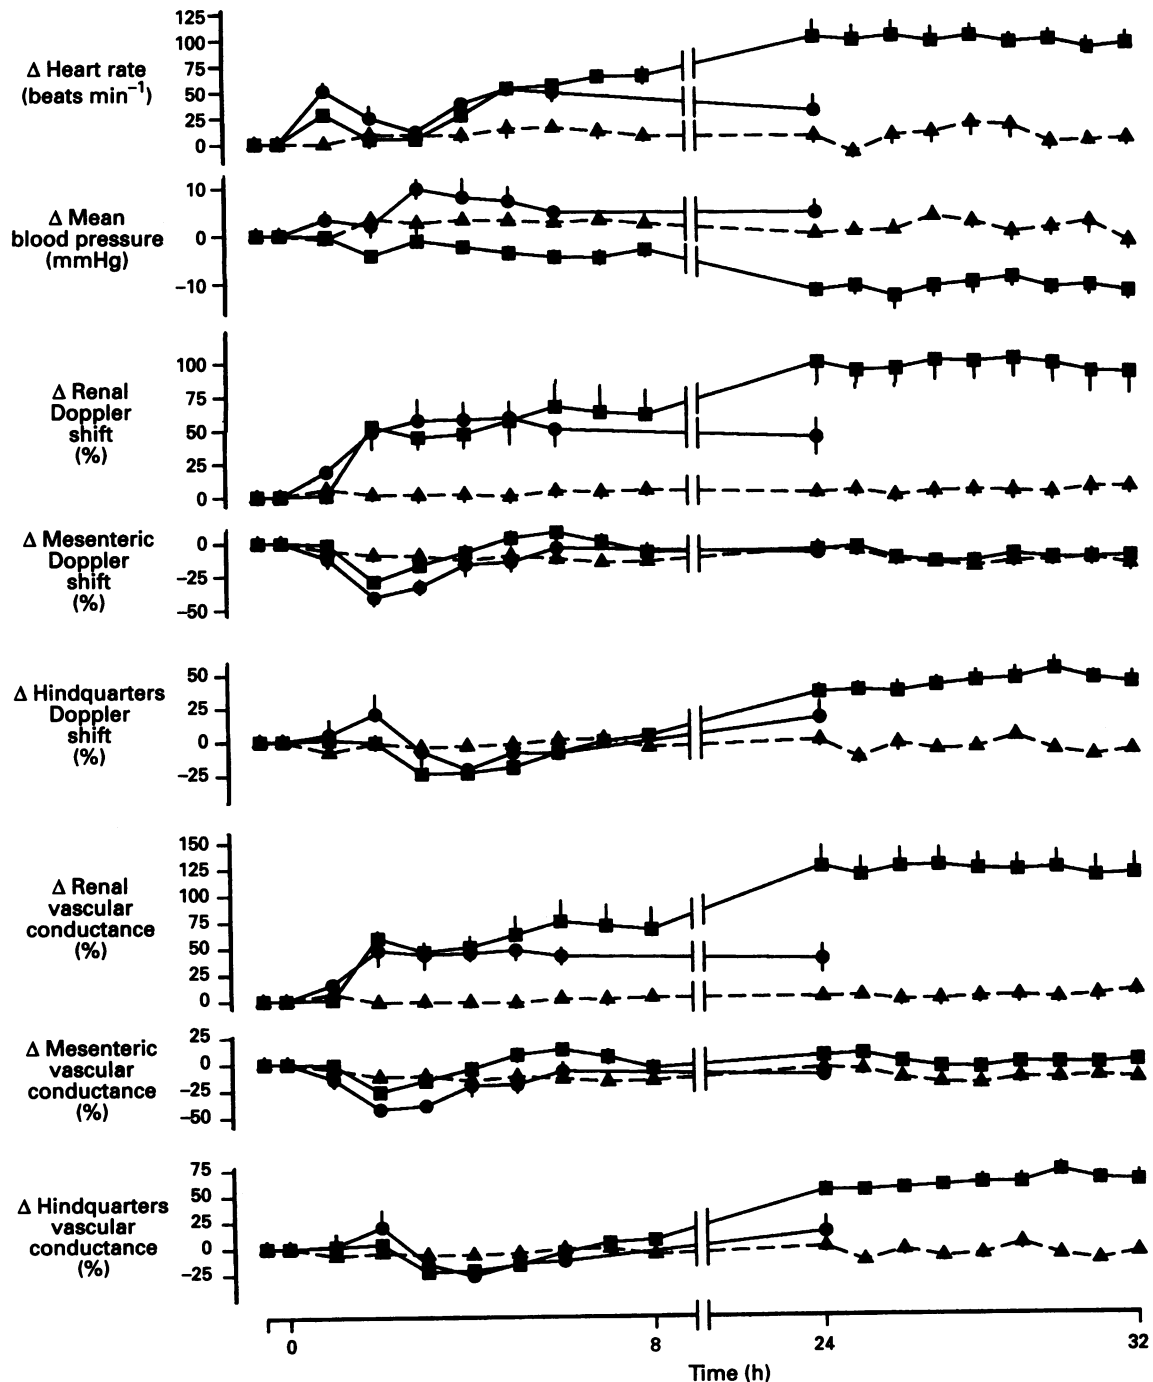 125
100
75
50
25
0
Δ Heart rate
(beats min⁻¹)
10
0
−10
Δ Mean
blood pressure
(mmHg)
100
75
50
25
0
Δ Renal
Doppler
shift
(%)
0
−25
−50
Δ Mesenteric
Doppler
shift
(%)
50
25
0
−25
Δ Hindquarters
Doppler
shift
(%)
150
125
100
75
50
25
0
Δ Renal
vascular
conductance
(%)
25
0
−25
−50
Δ Mesenteric
vascular
conductance
(%)
75
50
25
0
−25
Δ Hindquarters
vascular
conductance
(%)
0 8 24 32
Time (h)